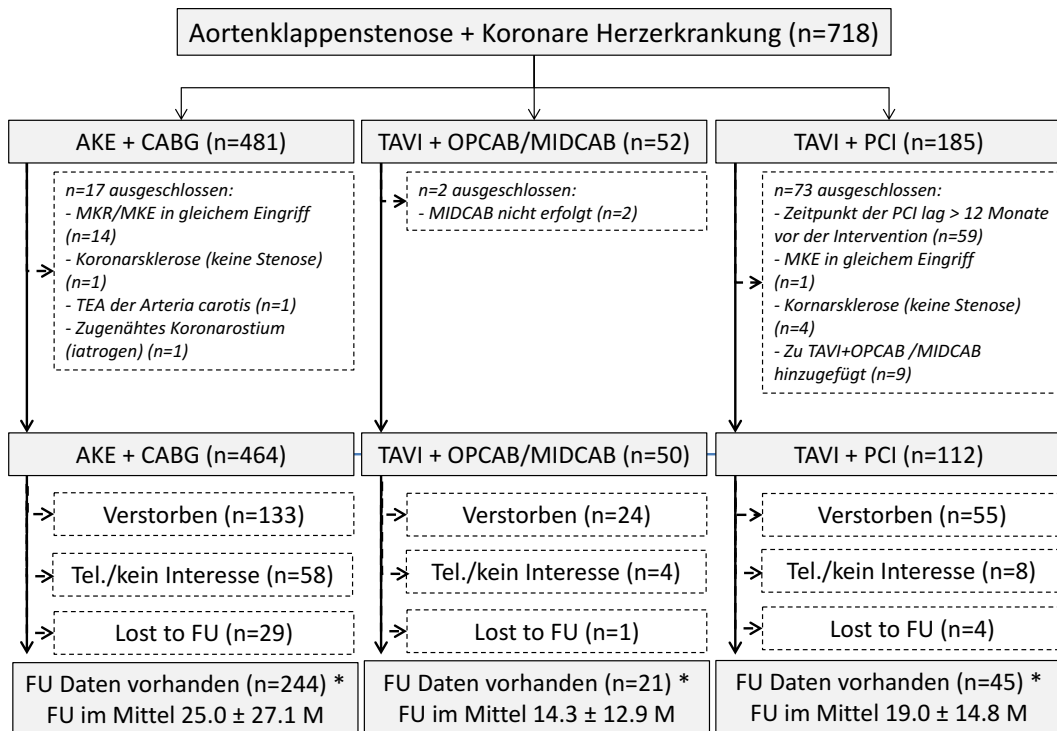 Aortenklappenstenose + Koronare Herzerkrankung (n=718)
AKE + CABG (n=481)
n=17 ausgeschlossen:
- MKR/MKE in gleichem Eingriff
(n=14)
- Koronarsklerose (keine Stenose)
(n=1)
- TEA der Arteria carotis (n=1)
- Zugenähtes Koronarostium
(iatrogen) (n=1)
TAVI + OPCAB/MIDCAB (n=52)
n=2 ausgeschlossen:
- MIDCAB nicht erfolgt (n=2)
TAVI + PCI (n=185)
n=73 ausgeschlossen:
- Zeitpunkt der PCI lag > 12 Monate
vor der Intervention (n=59)
- MKE in gleichem Eingriff
(n=1)
- Kornarsklerose (keine Stenose)
(n=4)
- Zu TAVI+OPCAB /MIDCAB
hinzugefügt (n=9)
AKE + CABG (n=464)
Verstorben (n=133)
Tel./kein Interesse (n=58)
Lost to FU (n=29)
FU Daten vorhanden (n=244) *
FU im Mittel 25.0 ± 27.1 M
TAVI + OPCAB/MIDCAB (n=50)
Verstorben (n=24)
Tel./kein Interesse (n=4)
Lost to FU (n=1)
FU Daten vorhanden (n=21) *
FU im Mittel 14.3 ± 12.9 M
TAVI + PCI (n=112)
Verstorben (n=55)
Tel./kein Interesse (n=8)
Lost to FU (n=4)
FU Daten vorhanden (n=45) *
FU im Mittel 19.0 ± 14.8 M